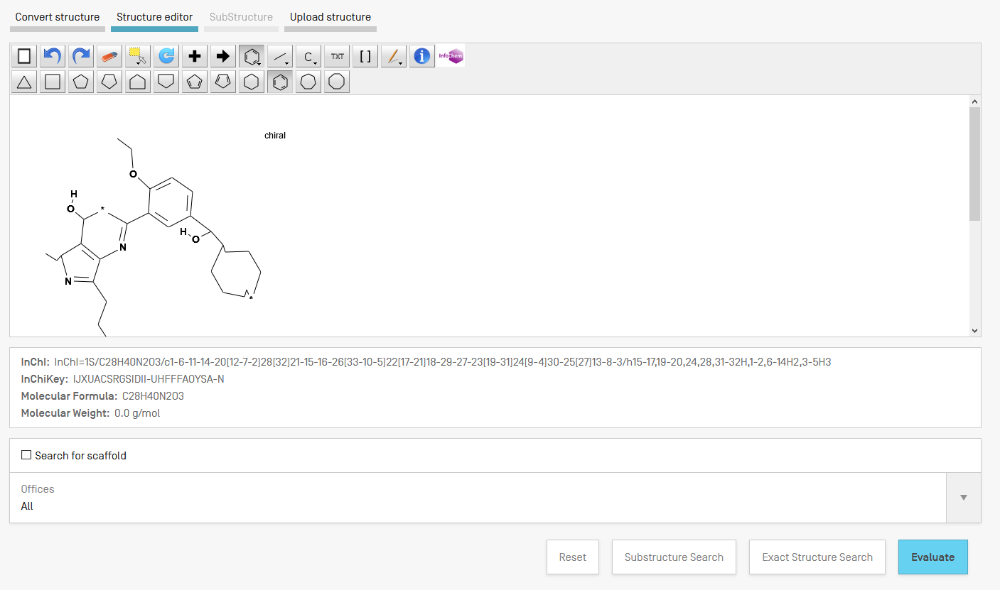 Convert structure Structure editor SubStructure Upload structure
C TXT [ ] i InfoChem
chiral
O
H
O *
H
O
N
N
*
InChI: InChI=1S/C28H40N2O3/c1-6-11-14-20[12-7-2]28[32]21-15-16-26[33-10-5]22[17-21]18-29-27-23[19-31]24[9-4]30-25[27]13-8-3/h15-17,19-20,24,28,31-32H,1-2,6-14H2,3-5H3
InChiKey: IJXUACSRGSIDII-UHFFFAOYSA-N
Molecular Formula: C28H40N2O3
Molecular Weight: 0.0 g/mol
Search for scaffold
Offices
All
Reset Substructure Search Exact Structure Search Evaluate